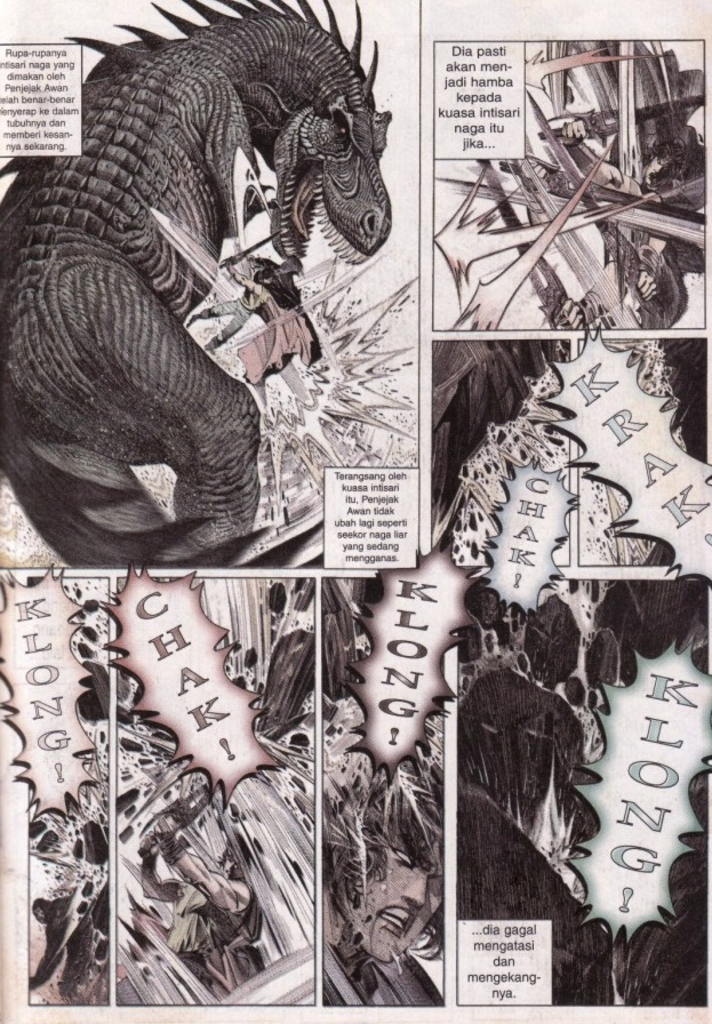 Rupa-rupanya
intisari naga yang
dimakan oleh
Penjejak Awan
telah benar-benar
menyerap ke dalam
tubuhnya dan
memberi kesan-
nya sekarang.
Terangsang oleh
kuasa intisari
itu, Penjejak
Awan tidak
ubah lagi seperti
seekor naga liar
yang sedang
mengganas.
Dia pasti
akan men-
jadi hamba
kepada
kuasa intisari
naga itu
jika...
CHAK!
KRAK
KLONG!
CHAK!
KLONG!
KLONG!
...dia gagal
mengatasi
dan
mengekang-
nya.